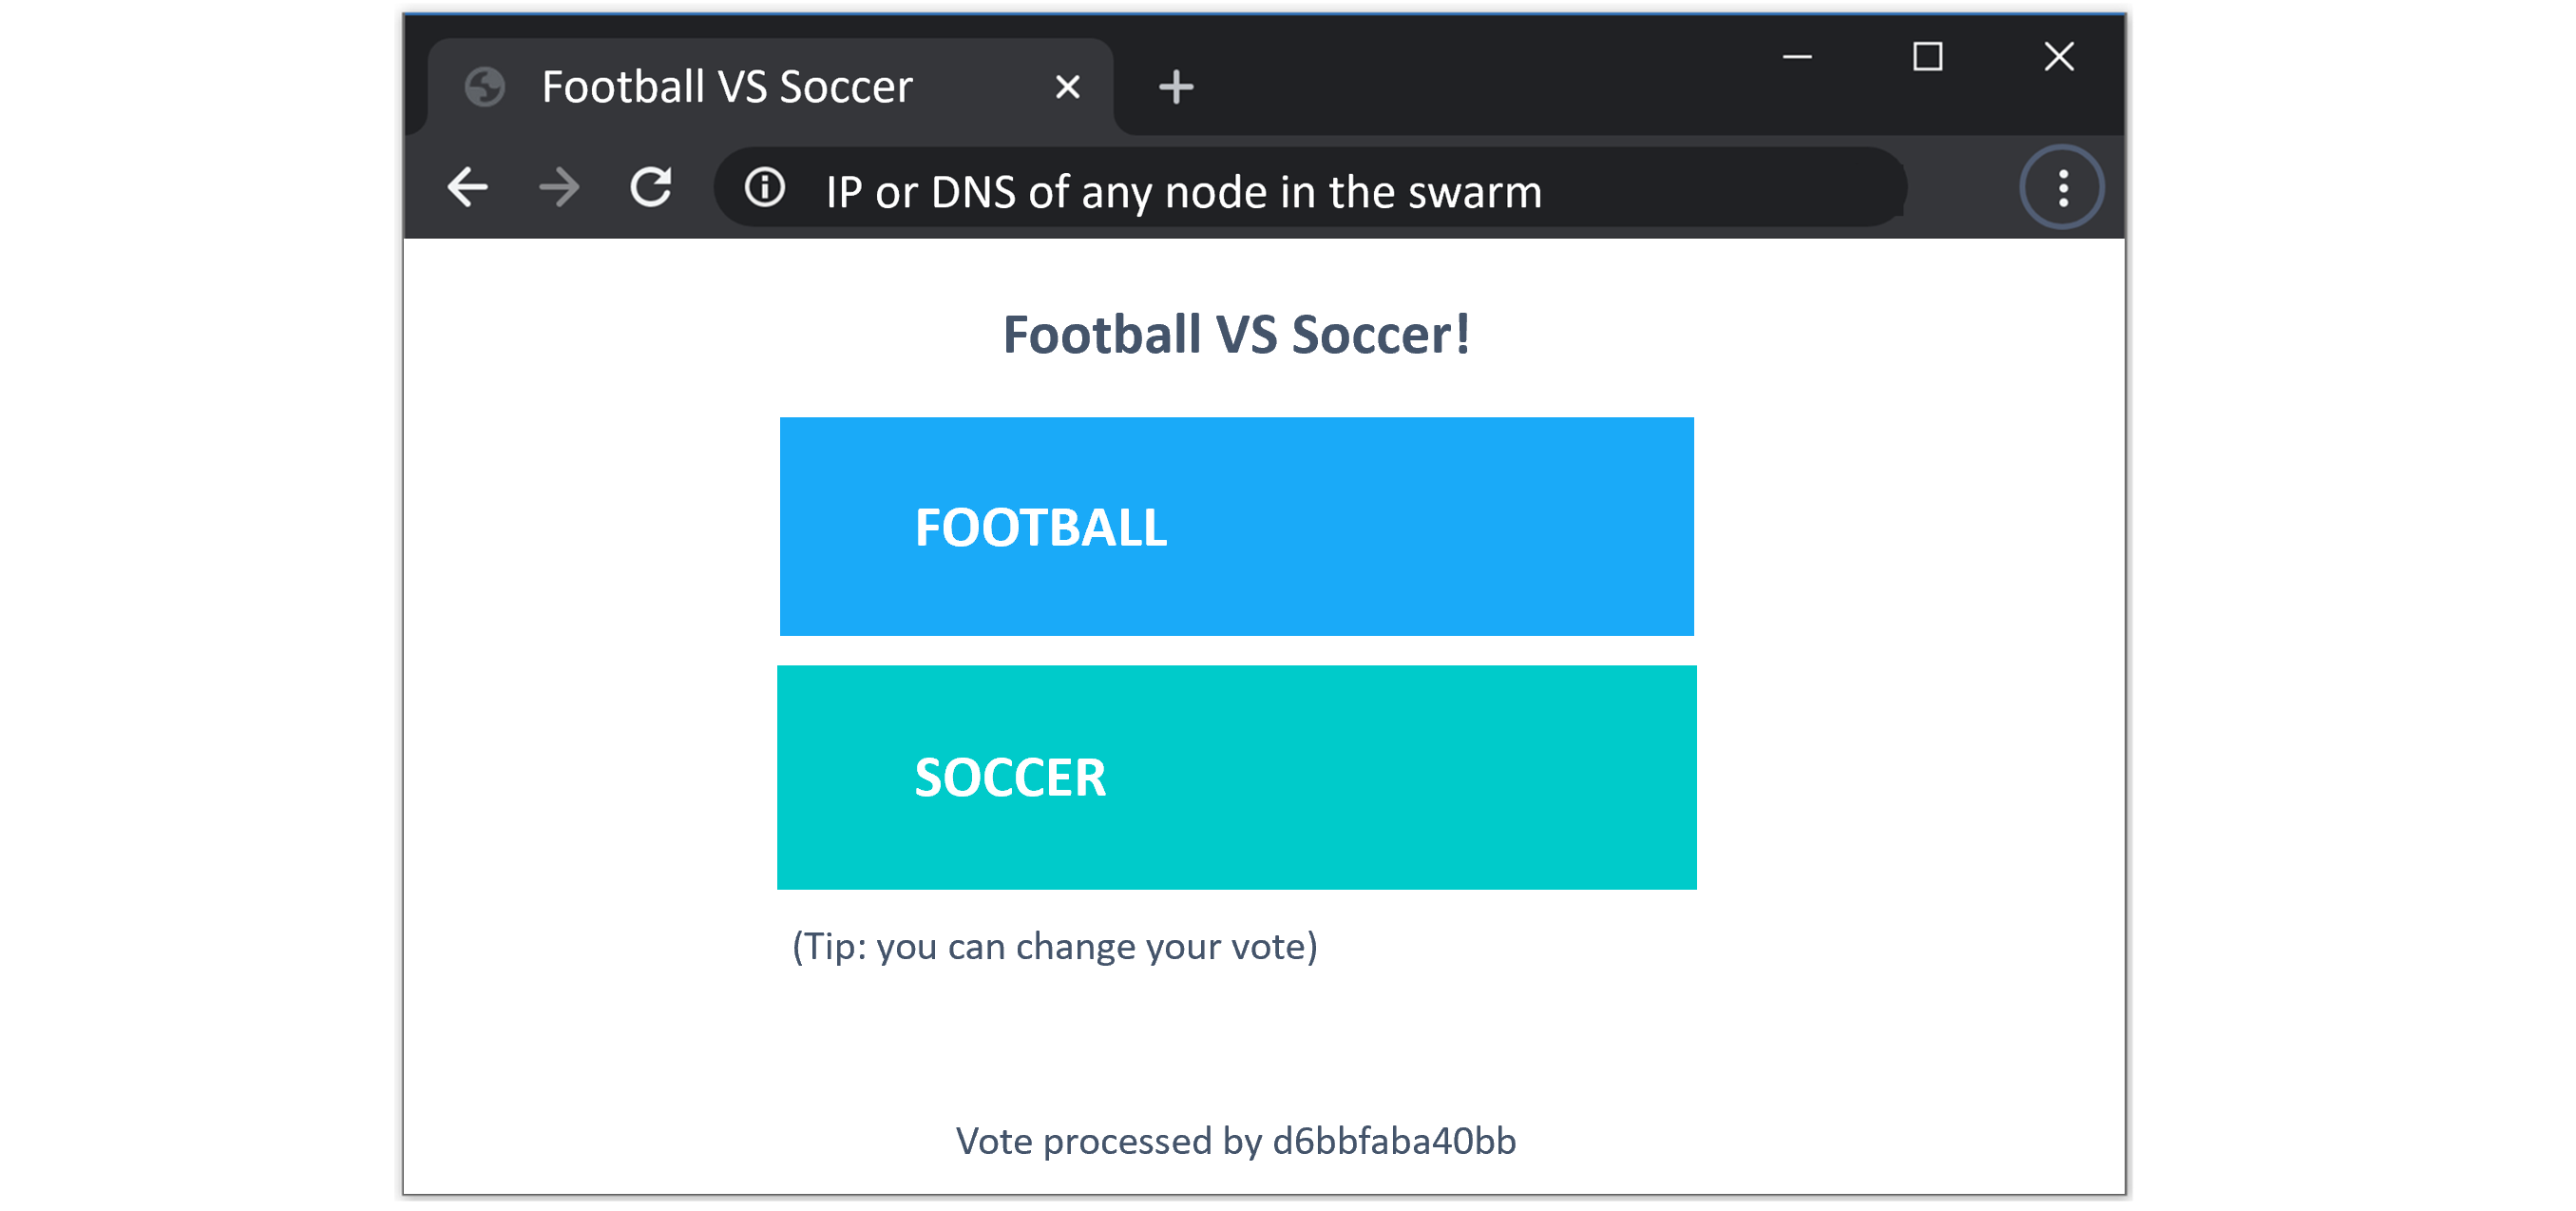 Football VS Soccer
IP or DNS of any node in the swarm
Football VS Soccer!
FOOTBALL
SOCCER
(Tip: you can change your vote)
Vote processed by d6bbfaba40bb